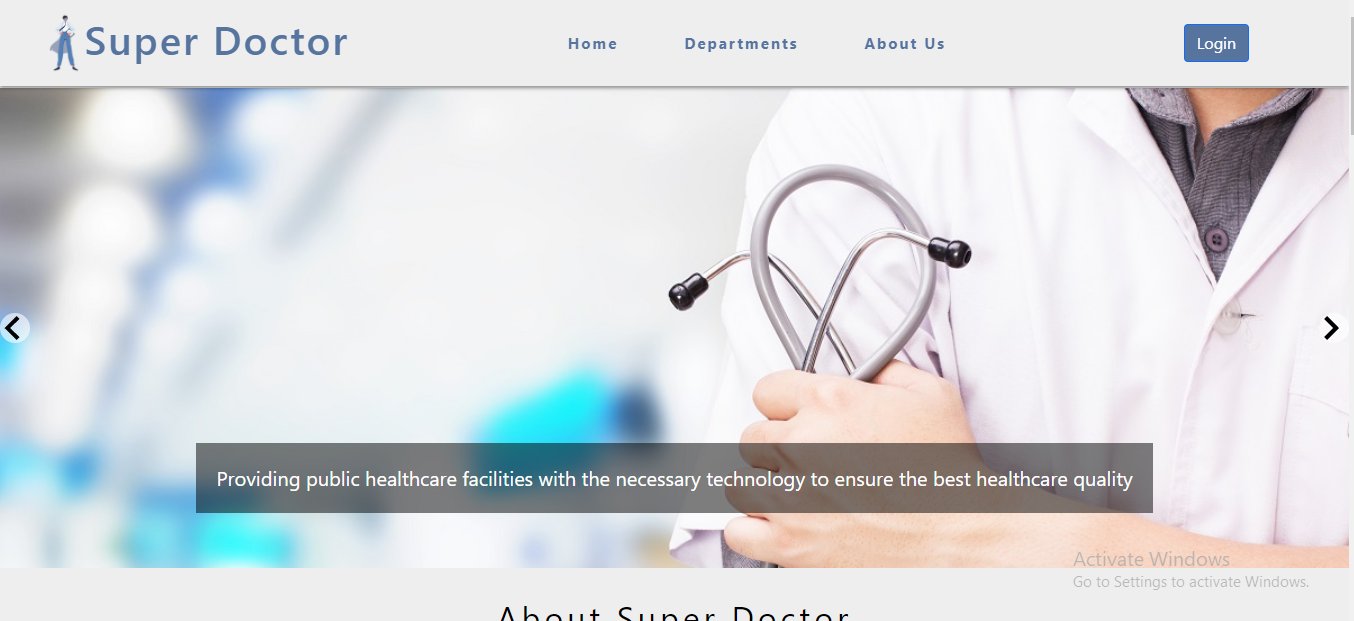 Super Doctor
Home
Departments
About Us
Login
Providing public healthcare facilities with the necessary technology to ensure the best healthcare quality
Activate Windows
Go to Settings to activate Windows.
About Super Doctor